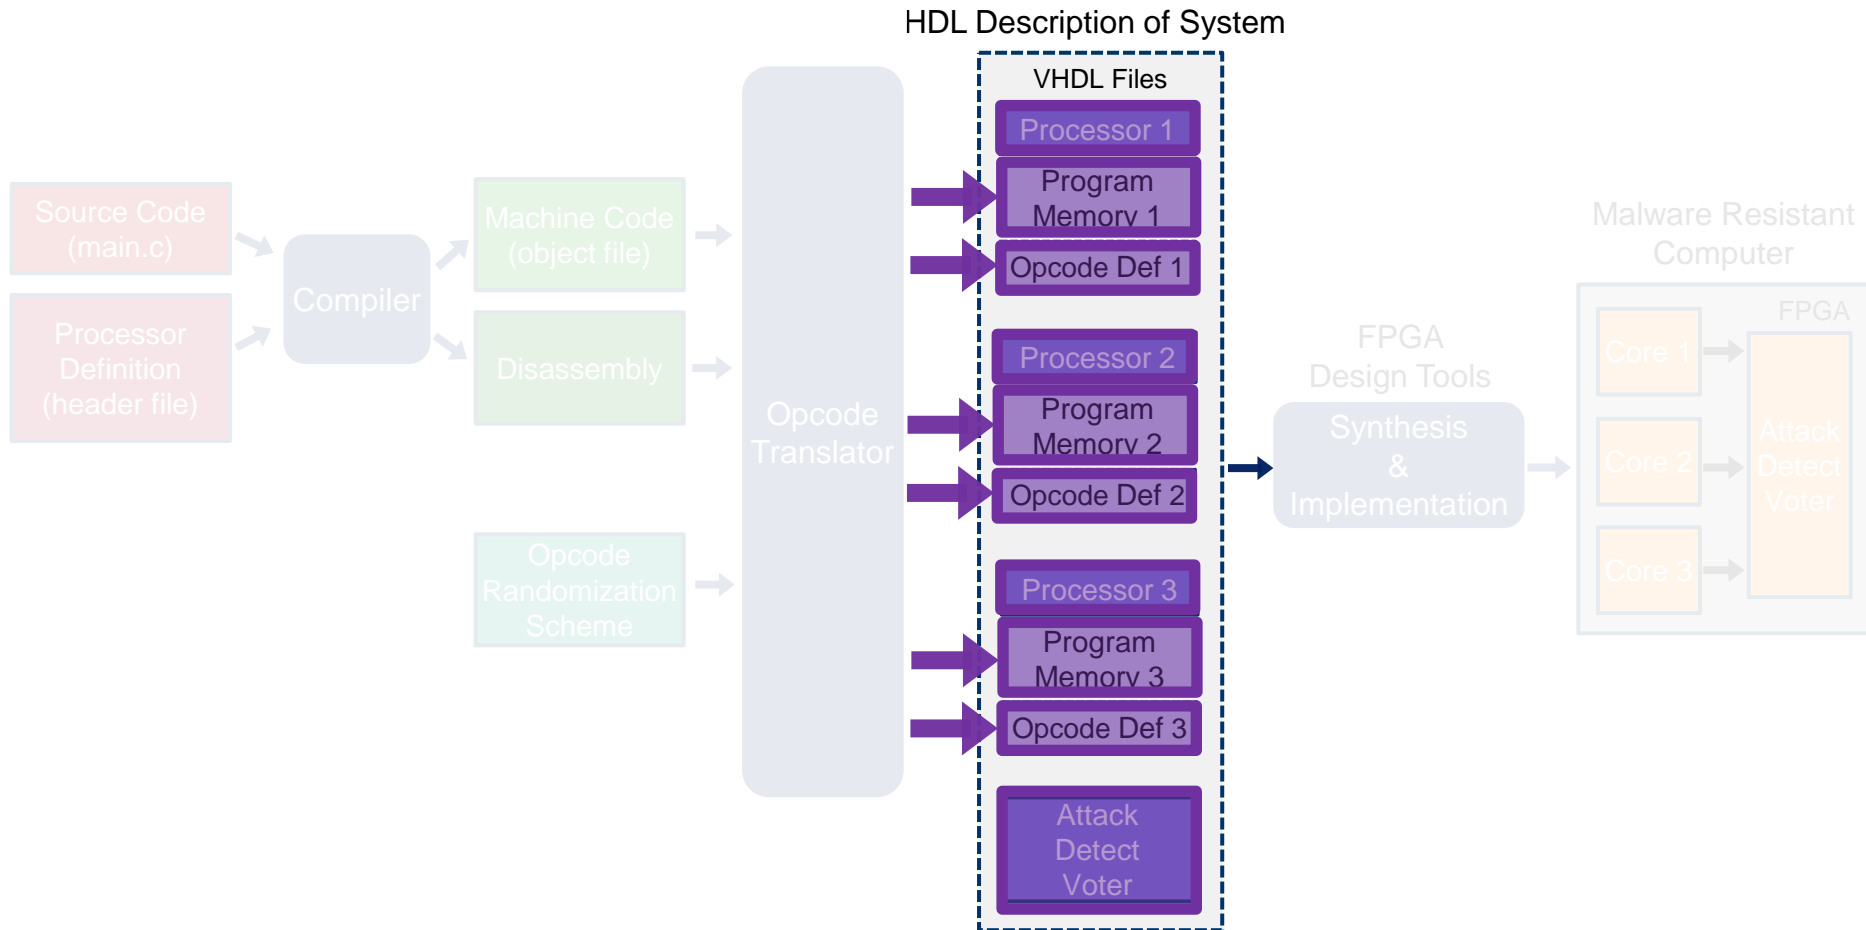 HDL Description of System
VHDL Files
Source Code
(main.c)
Processor
Definition
(header file)
Compiler
Machine Code
(object file)
Disassembly
Opcode
Randomization
Scheme
Opcode
Translator
Processor 1
Program
Memory 1
Opcode Def 1
Processor 2
Program
Memory 2
Opcode Def 2
Processor 3
Program
Memory 3
Opcode Def 3
Attack
Detect
Voter
FPGA
Design Tools
Synthesis
&
Implementation
Malware Resistant
Computer
FPGA
Core 1
Core 2
Core 3
Attack
Detect
Voter